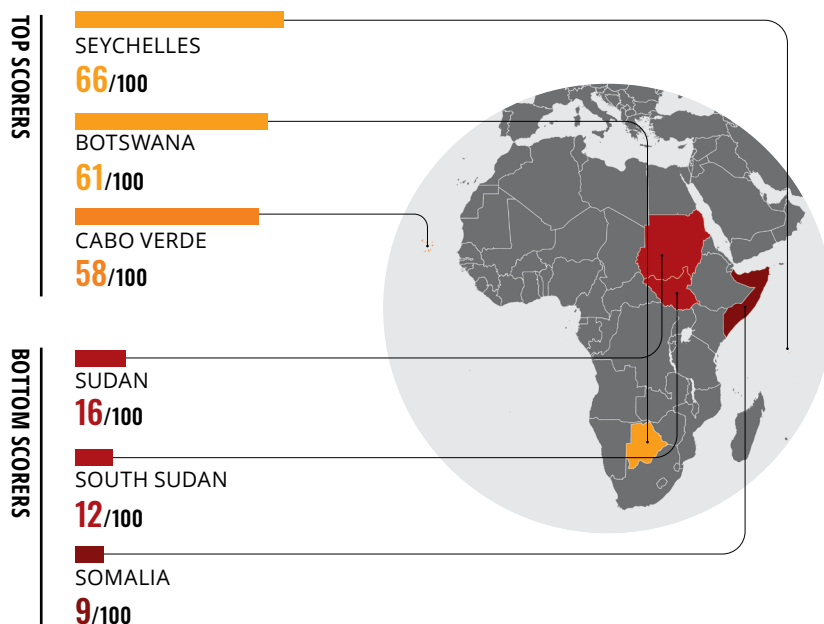 TOP SCORERS
SEYCHELLES
66/100
BOTSWANA
61/100
CABO VERDE
58/100
BOTTOM SCORERS
SUDAN
16/100
SOUTH SUDAN
12/100
SOMALIA
9/100